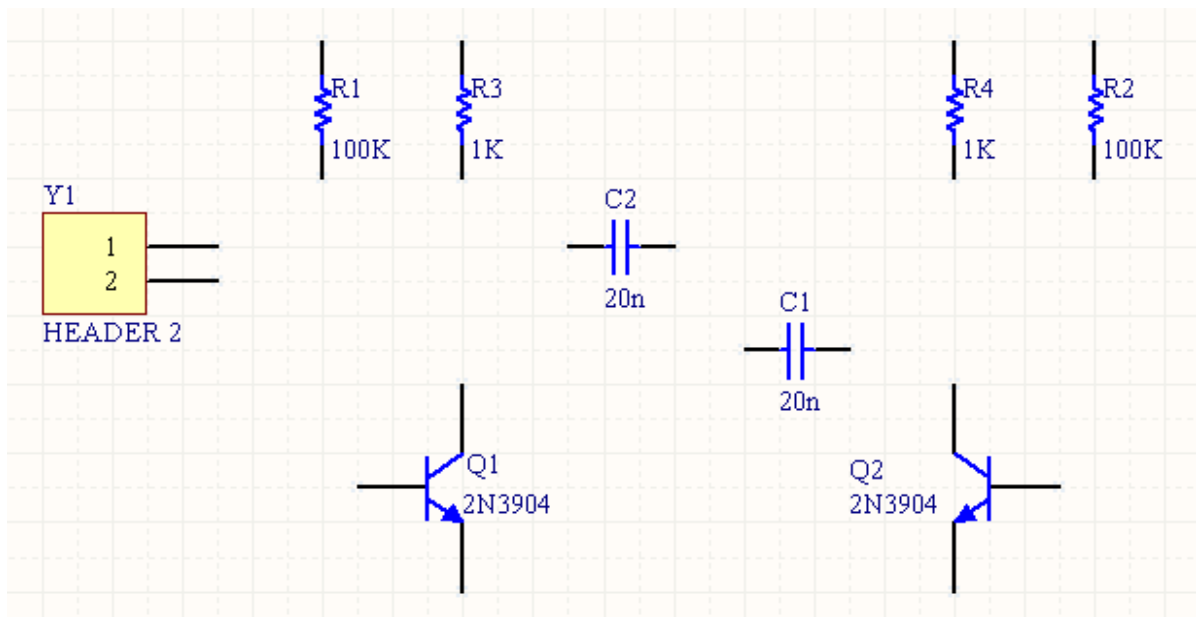 R1
100K
R3
1K
R4
1K
R2
100K
Y1
1
2
HEADER 2
C2
20n
C1
20n
Q1
2N3904
Q2
2N3904